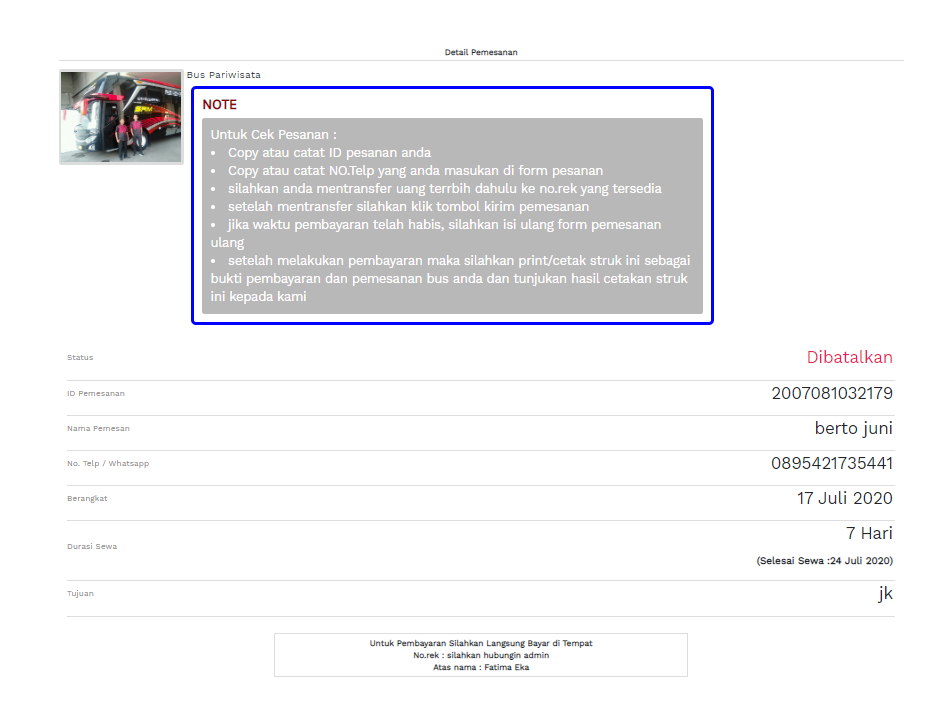 Detail Pemesanan
Bus Pariwisata
NOTE
Untuk Cek Pesanan :
• Copy atau catat ID pesanan anda
• Copy atau catat NO.Telp yang anda masukan di form pesanan
• silahkan anda mentransfer uang terrbih dahulu ke no.rek yang tersedia
• setelah mentransfer silahkan klik tombol kirim pemesanan
• jika waktu pembayaran telah habis, silahkan isi ulang form pemesanan
ulang
• setelah melakukan pembayaran maka silahkan print/cetak struk ini sebagai
bukti pembayaran dan pemesanan bus anda dan tunjukan hasil cetakan struk
ini kepada kami
Status Dibatalkan
ID Pemesanan 2007081032179
Nama Pemesan berto juni
No. Telp / Whatsapp 0895421735441
Berangkat 17 Juli 2020
Durasi Sewa 7 Hari
(Selesai Sewa :24 Juli 2020)
Tujuan jk
Untuk Pembayaran Silahkan Langsung Bayar di Tempat
No.rek : silahkan hubungin admin
Atas nama : Fatima Eka